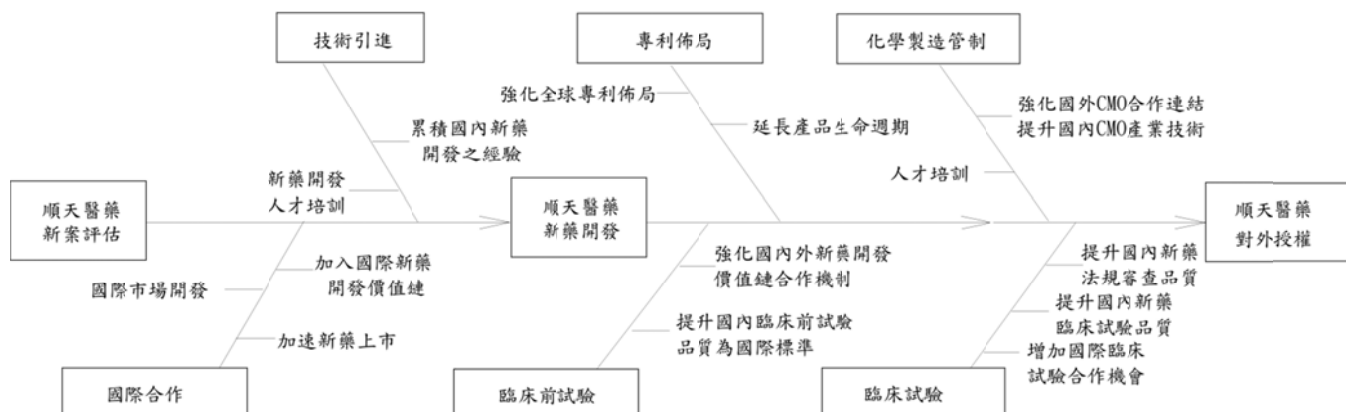 技術引進
專利佈局
化學製造管制
強化全球專利佈局
強化國外CMO合作連結
提升國內CMO產業技術
累積國內新藥
開發之經驗
延長產品生命週期
新藥開發
人才培訓
人才培訓
順天醫藥
新案評估
順天醫藥
新藥開發
順天醫藥
對外授權
加入國際新藥
開發價值鏈
國際市場開發
加速新藥上市
強化國內外新藥開發
價值鏈合作機制
提升國內臨床前試驗
品質為國際標準
提升國內新藥
法規審查品質
提升國內新藥
臨床試驗品質
增加國際臨床
試驗合作機會
國際合作
臨床前試驗
臨床試驗